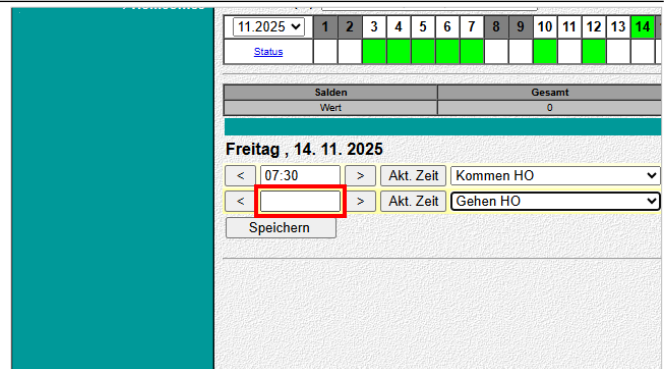 11.2025 1 2 3 4 5 6 7 8 9 10 11 12 13 14
Status
Salden Gesamt
Wert 0
Freitag , 14. 11. 2025
< 07:30 > Akt. Zeit Kommen HO
< > Akt. Zeit Gehen HO
Speichern